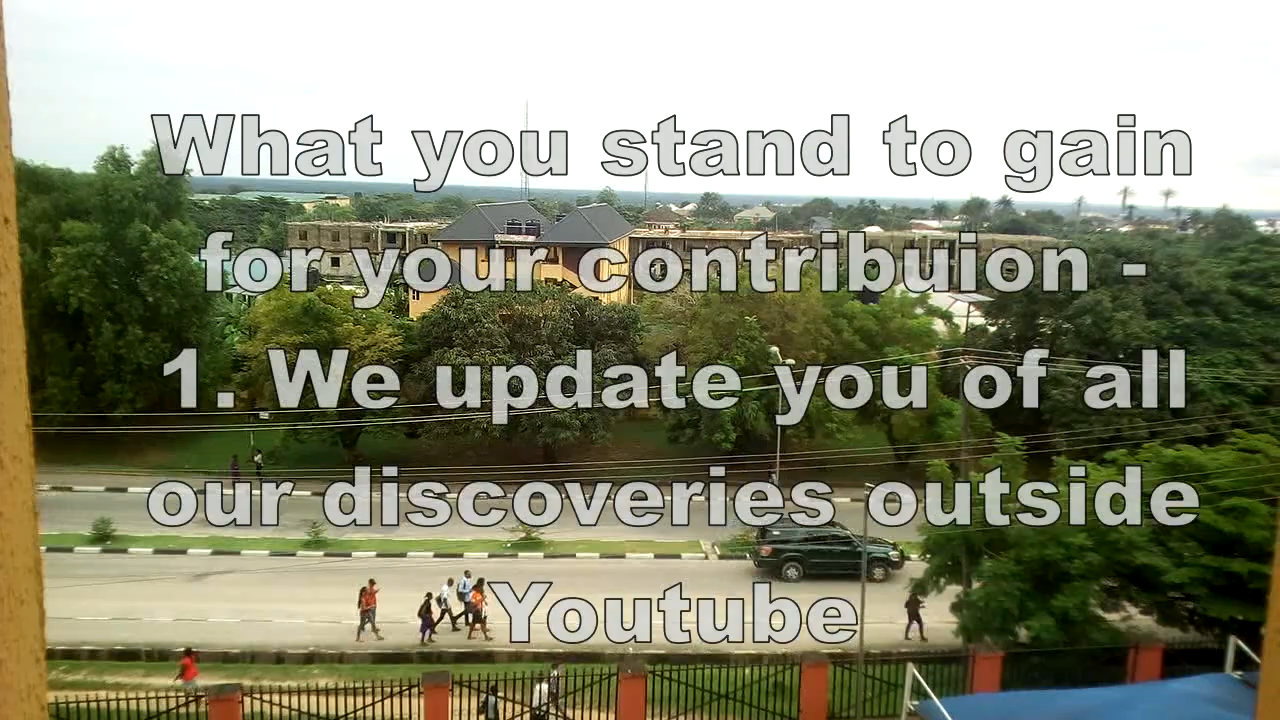 What you stand to gain
for your contribuion -
1. We update you of all
our discoveries outside
Youtube